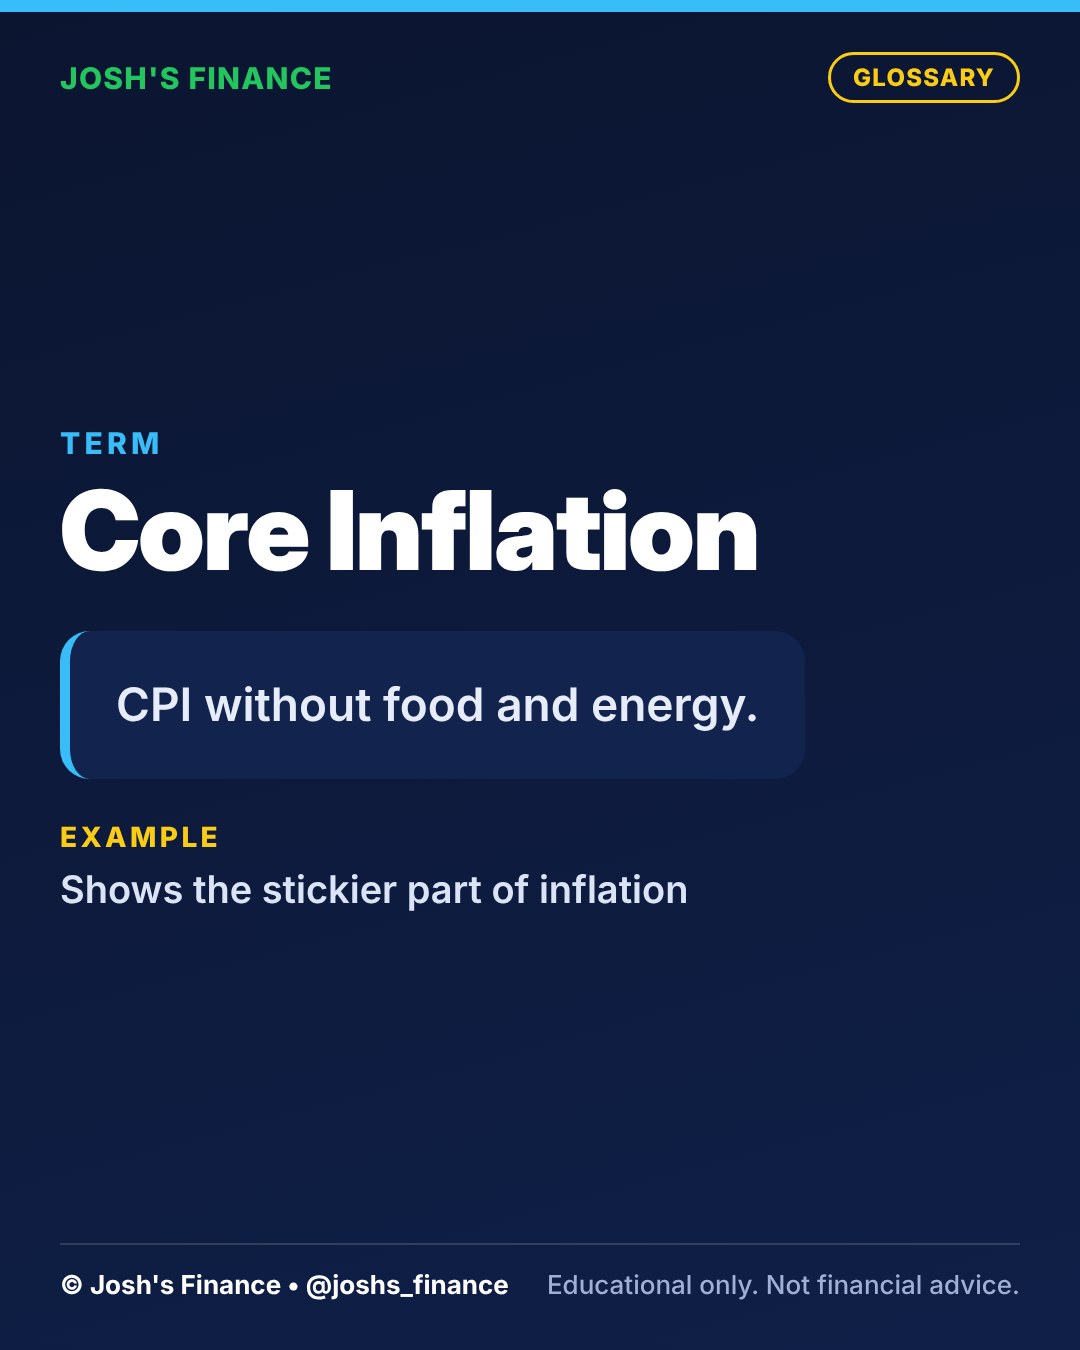 JOSH'S FINANCE
GLOSSARY
TERM
Core Inflation
CPI without food and energy.
EXAMPLE
Shows the stickier part of inflation
© Josh's Finance • @joshs_finance
Educational only. Not financial advice.